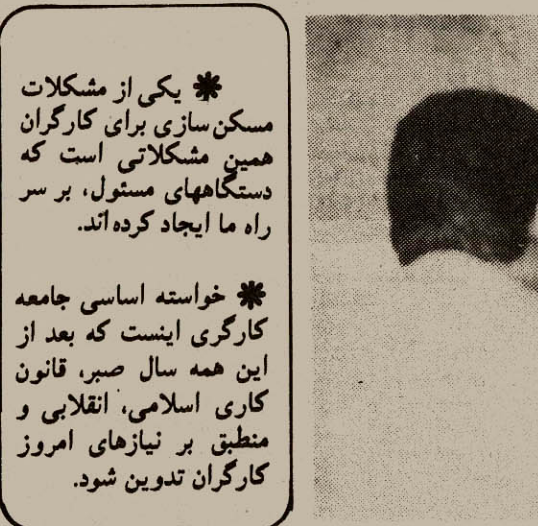 ❋ یکی از مشکلات
مسکن‌سازی برای کارگران
همین مشکلاتی است که
دستگاههای مسئول، بر سر
راه ما ایجاد کرده‌اند.
❋ خواسته اساسی جامعه
کارگری اینست که بعد از
این همه سال صبر، قانون
کاری اسلامی، انقلابی و
منطبق بر نیازهای امروز
کارگران تدوین شود.